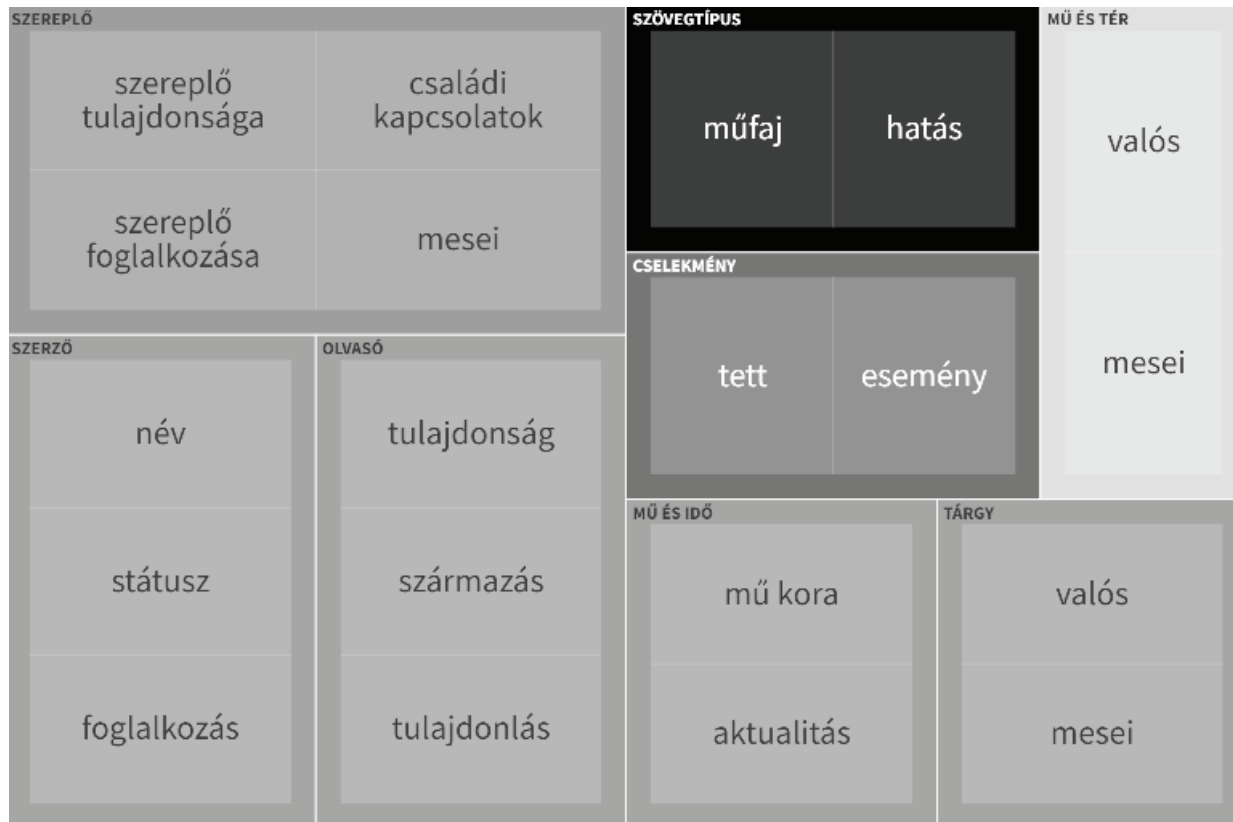 SZEREPLŐ
szereplő
tulajdonsága
családi
kapcsolatok
szereplő
foglalkozása
mesei
SZÖVEGTÍPUS
műfaj
hatás
MŰ ÉS TÉR
valós
mesei
CSELEKMÉNY
tett
esemény
SZERZŐ
név
státusz
foglalkozás
OLVASÓ
tulajdonság
származás
tulajdonlás
MŰ ÉS IDŐ
mű kora
aktualitás
TÁRGY
valós
mesei